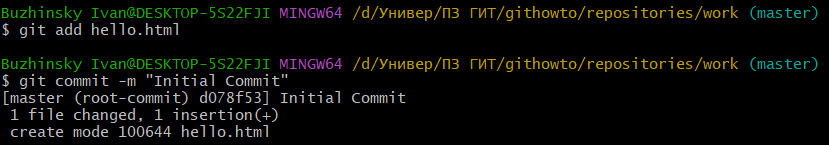 Buzhinsky Ivan@DESKTOP-5S22FJI MINGW64 /d/Универ/ПЗ ГИТ/githowto/repositories/work (master)
$ git add hello.html
Buzhinsky Ivan@DESKTOP-5S22FJI MINGW64 /d/Универ/ПЗ ГИТ/githowto/repositories/work (master)
$ git commit -m "Initial Commit"
[master (root-commit) d078f53] Initial Commit
 1 file changed, 1 insertion(+)
 create mode 100644 hello.html